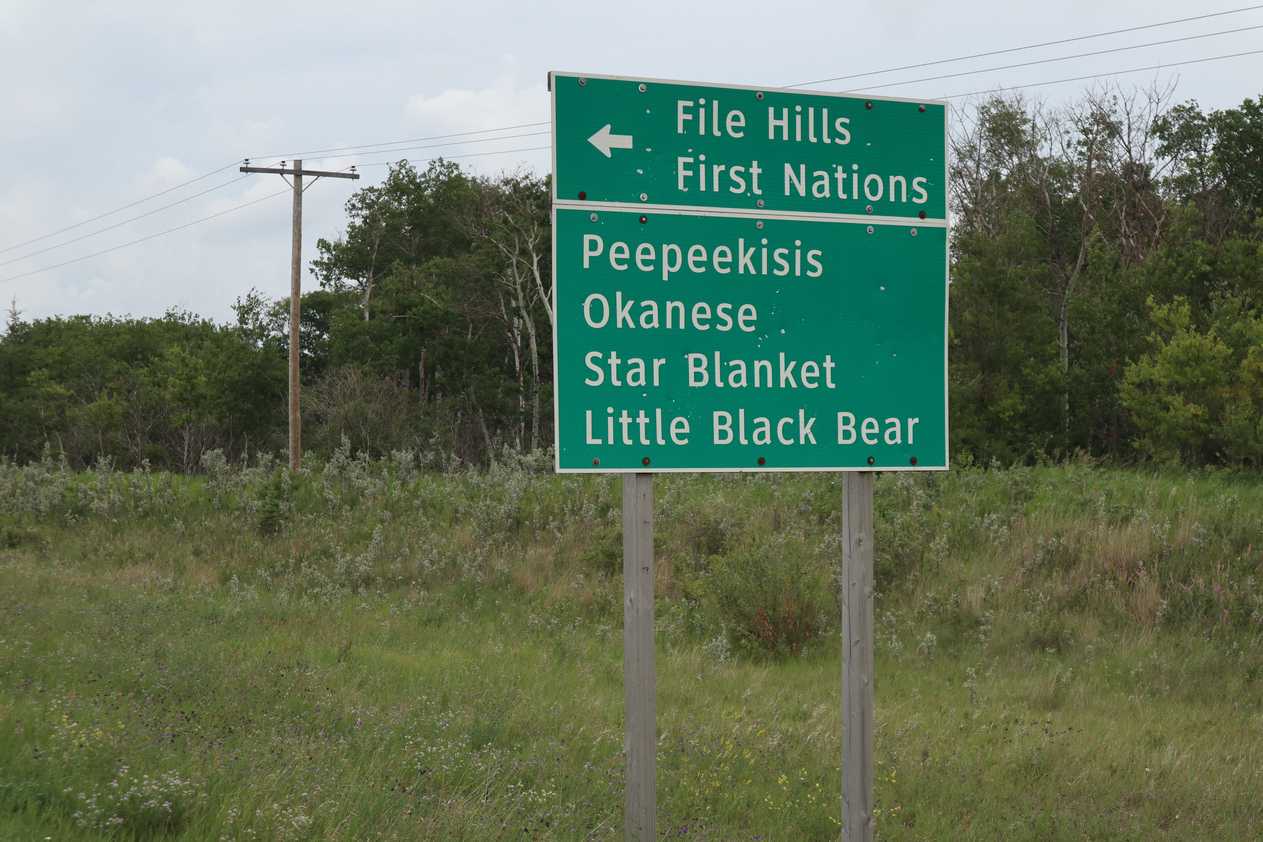 File Hills
First Nations
Peepeekisis
Okanese
Star Blanket
Little Black Bear